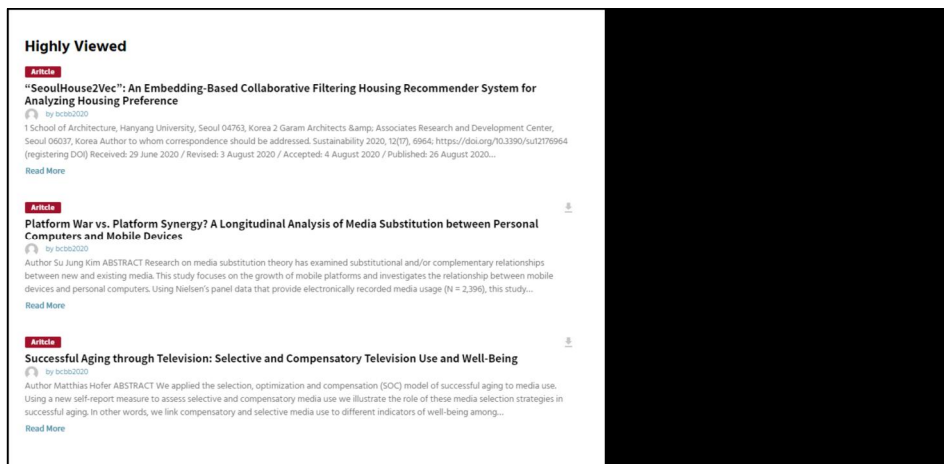 Highly Viewed
Aritcle
“SeoulHouse2Vec”: An Embedding-Based Collaborative Filtering Housing Recommender System for
Analyzing Housing Preference
by bcbb2020
1 School of Architecture, Hanyang University, Seoul 04763, Korea 2 Garam Architects &amp; Associates Research and Development Center,
Seoul 06037, Korea Author to whom correspondence should be addressed. Sustainability 2020, 12(17), 6964; https://doi.org/10.3390/su12176964
(registering DOI) Received: 29 June 2020 / Revised: 3 August 2020 / Accepted: 4 August 2020 / Published: 26 August 2020...
Read More
Aritcle
Platform War vs. Platform Synergy? A Longitudinal Analysis of Media Substitution between Personal
Computers and Mobile Devices
by bcbb2020
Author Su Jung Kim ABSTRACT Research on media substitution theory has examined substitutional and/or complementary relationships
between new and existing media. This study focuses on the growth of mobile platforms and investigates the relationship between mobile
devices and personal computers. Using Nielsen’s panel data that provide electronically recorded media usage (N = 2,396), this study...
Read More
Aritcle
Successful Aging through Television: Selective and Compensatory Television Use and Well-Being
by bcbb2020
Author Matthias Hofer ABSTRACT We applied the selection, optimization and compensation (SOC) model of successful aging to media use.
Using a new self-report measure to assess selective and compensatory media use we illustrate the role of these media selection strategies in
successful aging. In other words, we link compensatory and selective media use to different indicators of well-being among...
Read More